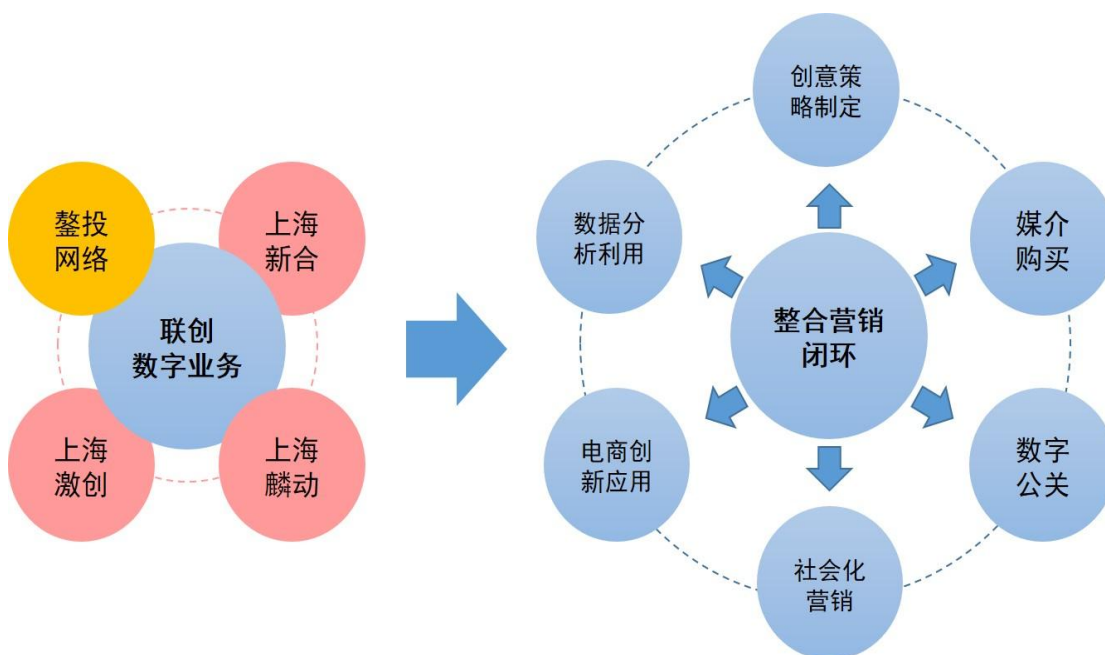 鏊投
网络
上海
新合
联创
数字业务
上海
激创
上海
麟动
创意策
略制定
媒介
购买
数字
公关
社会化
营销
电商创
新应用
数据分
析利用
整合营销
闭环